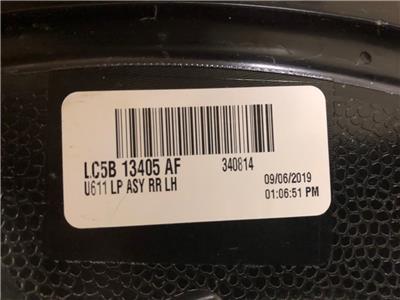 LC5B 13405 AF 340814
U611 LP ASY RR LH 09/06/2019
01:06:51 PM